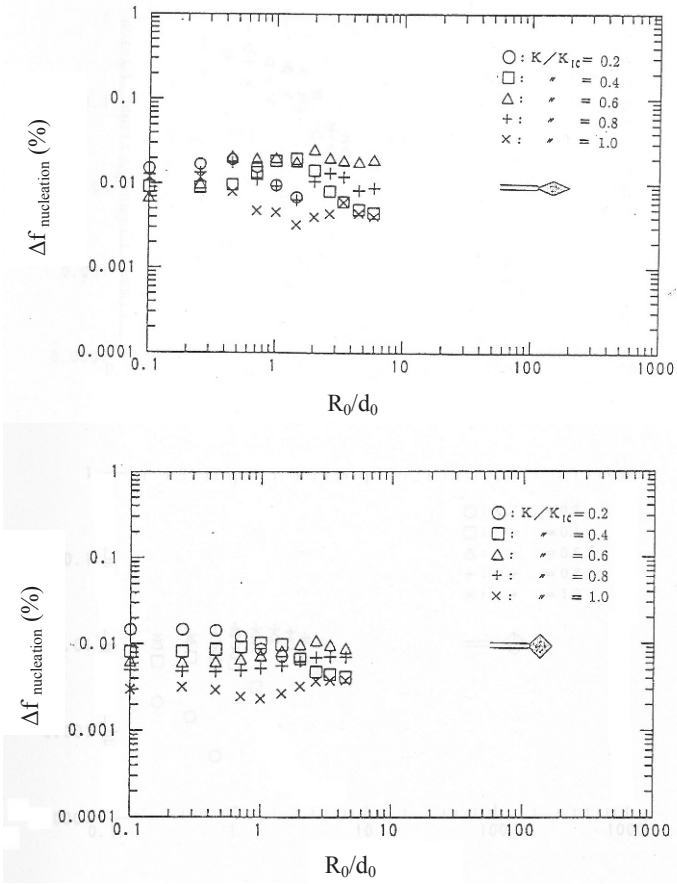 1
0.1
0.01
0.001
0.0001
Δf nucleation (%)
○ : K/K_IC = 0.2
□ : 〃 = 0.4
△ : 〃 = 0.6
+ : 〃 = 0.8
× : 〃 = 1.0
0.1 1 10 100 1000
R₀/d₀
1
0.1
0.01
0.001
0.0001
Δf nucleation (%)
○ : K/K_IC = 0.2
□ : 〃 = 0.4
△ : 〃 = 0.6
+ : 〃 = 0.8
× : 〃 = 1.0
0.1 1 10 100 1000
R₀/d₀